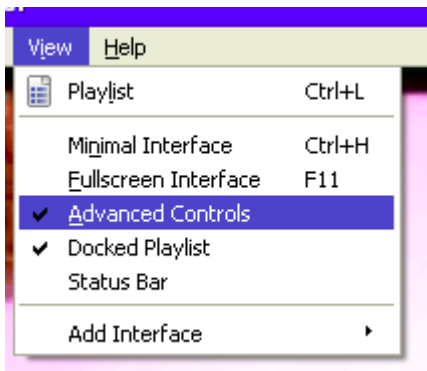 View Help
Playlist Ctrl+L
Minimal Interface Ctrl+H
Fullscreen Interface F11
Advanced Controls
Docked Playlist
Status Bar
Add Interface